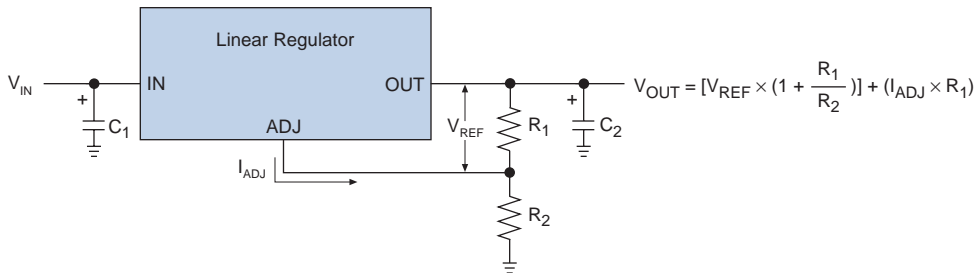 Linear Regulator
V_IN
IN
OUT
V_OUT = [V_REF × (1 + R_1/R_2)] + (I_ADJ × R_1)
+
C_1
ADJ
V_REF
R_1
+
C_2
I_ADJ
R_2